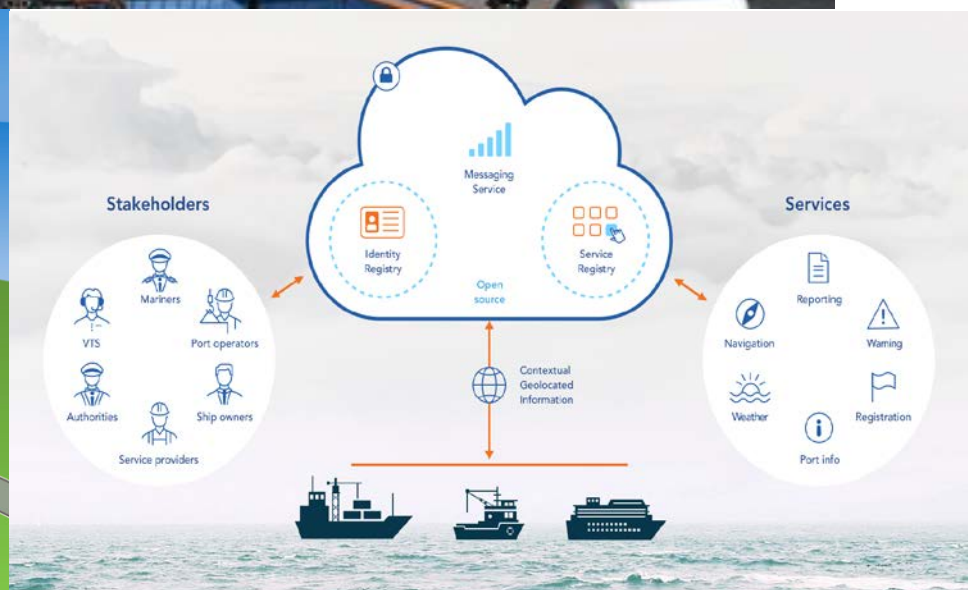 Messaging
Service
Stakeholders
Services
Identity
Registry
Service
Registry
Open
source
Mariners
VTS
Port operators
Authorities
Ship owners
Service providers
Reporting
Navigation
Warning
Weather
Registration
Port info
Contextual
Geolocated
Information